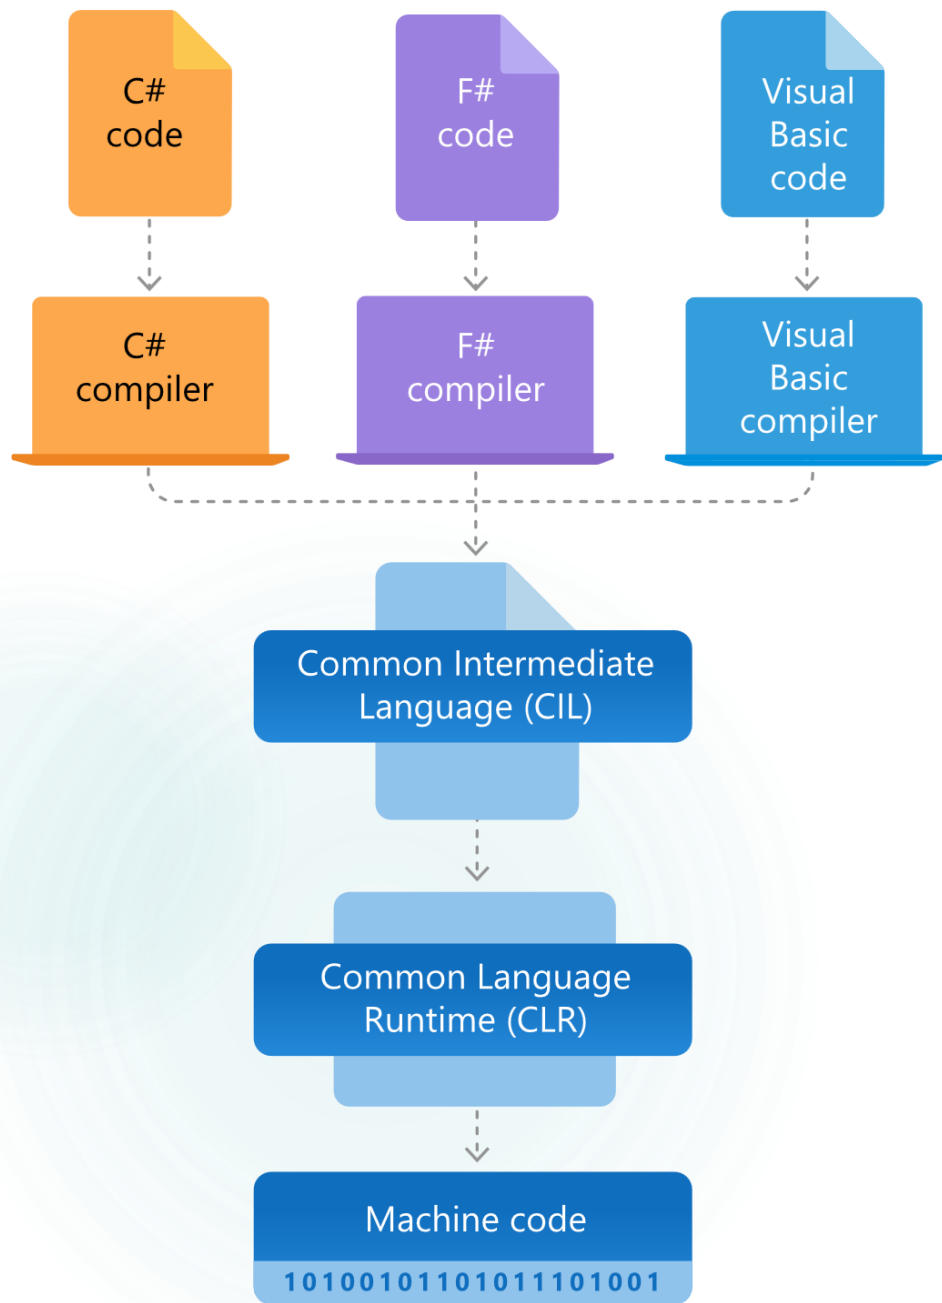 C#
code
F#
code
Visual
Basic
code
C#
compiler
F#
compiler
Visual
Basic
compiler
Common Intermediate
Language (CIL)
Common Language
Runtime (CLR)
Machine code
10100101101011101001